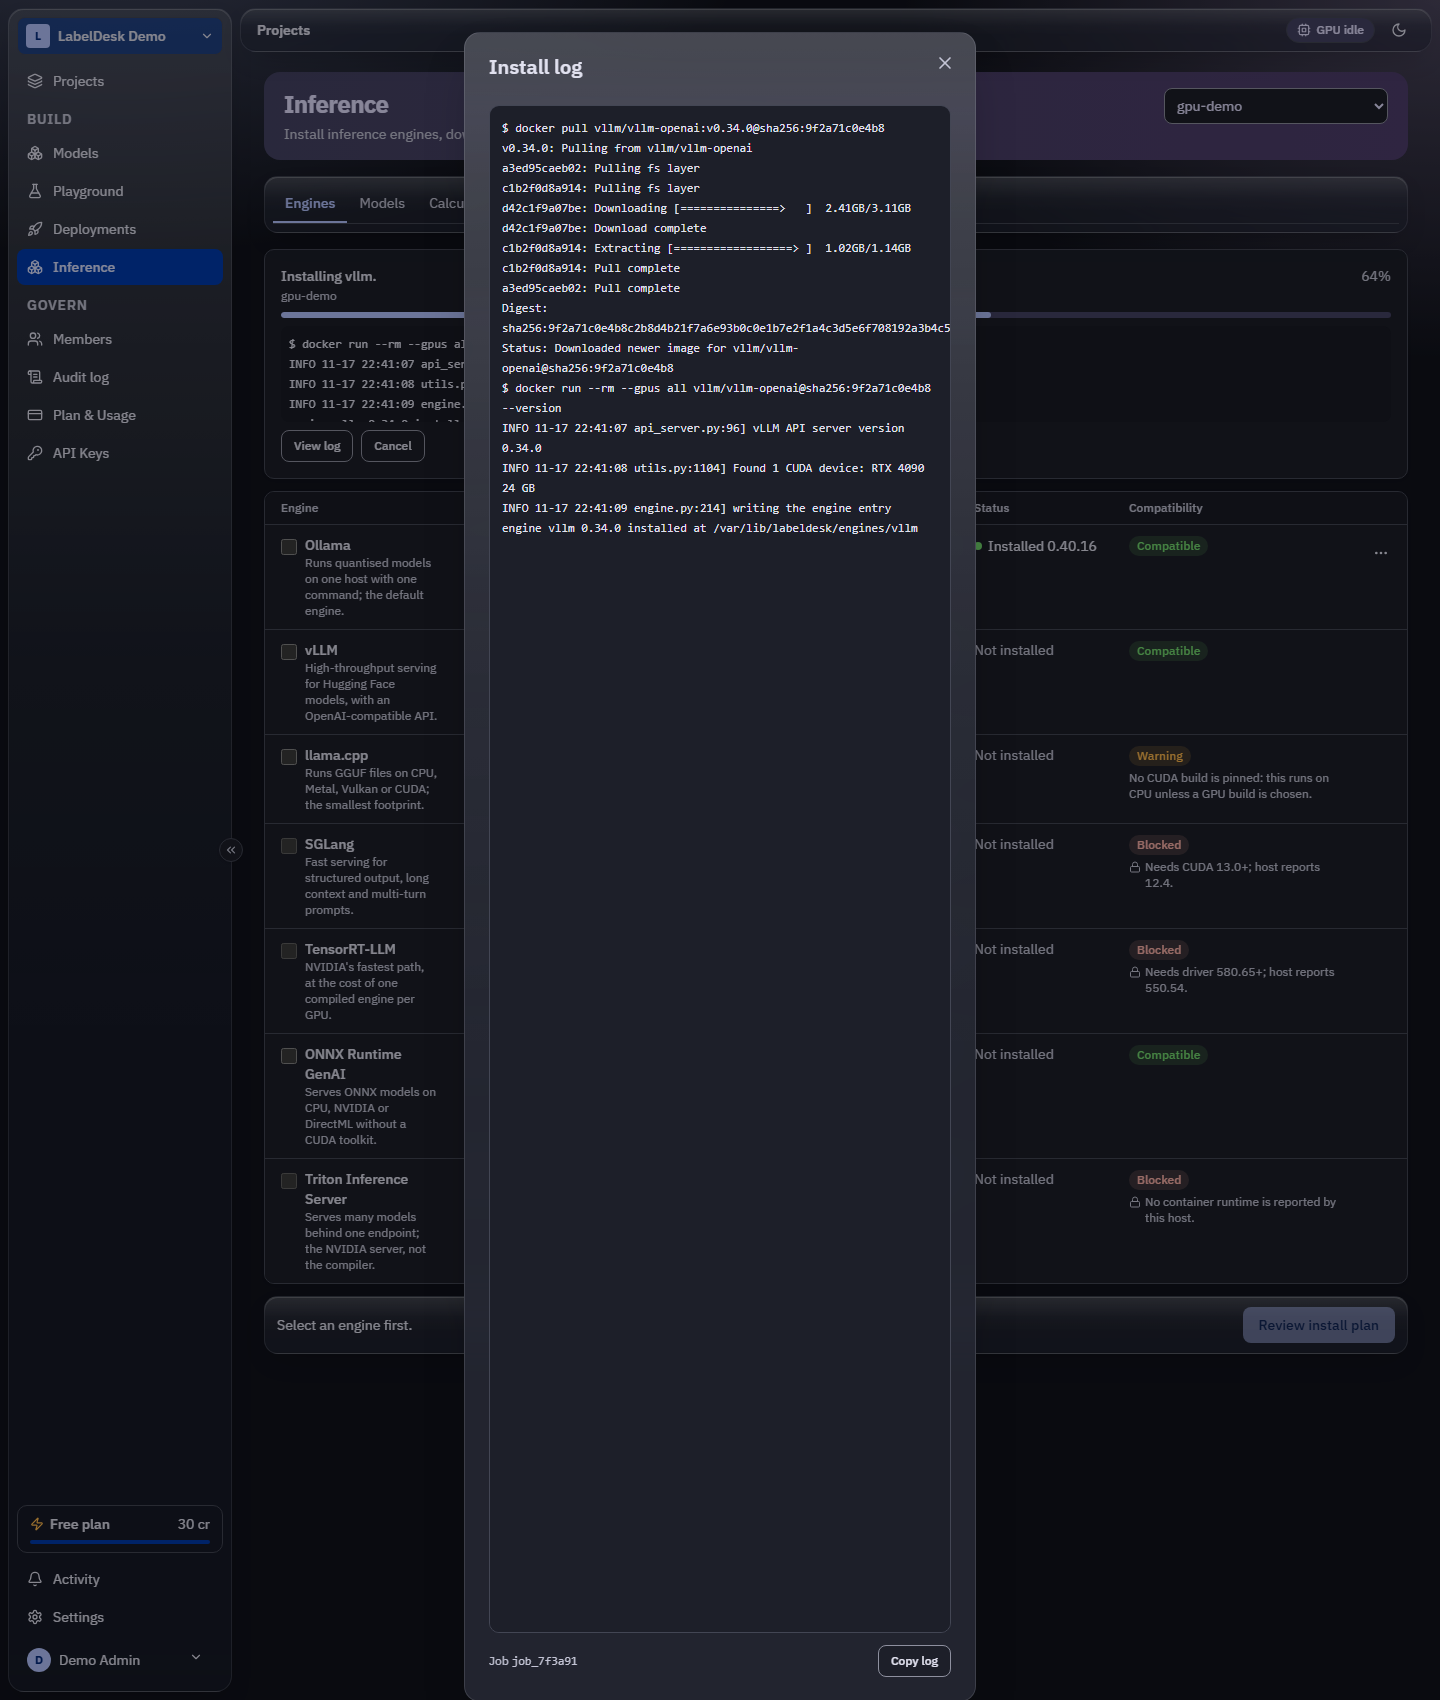 L LabelDesk Demo
Projects
BUILD
Models
Playground
Deployments
Inference
GOVERN
Members
Audit log
Plan & Usage
API Keys
Free plan 30 cr
Activity
Settings
D Demo Admin
Projects
GPU idle
Inference
Install inference engines, do
gpu-demo
Engines Models Calcu
Installing vllm.
64%
gpu-demo
$ docker run --rm --gpus al
INFO 11-17 22:41:07 api_ser
INFO 11-17 22:41:08 utils.p
INFO 11-17 22:41:09 engine.
View log Cancel
Engine Status Compatibility
Ollama
Runs quantised models
on one host with one
command; the default
engine.
Installed 0.40.16
Compatible
...
vLLM
High-throughput serving
for Hugging Face
models, with an
OpenAI-compatible API.
Not installed
Compatible
llama.cpp
Runs GGUF files on CPU,
Metal, Vulkan or CUDA;
the smallest footprint.
Not installed
Warning
No CUDA build is pinned: this runs on
CPU unless a GPU build is chosen.
SGLang
Fast serving for
structured output, long
context and multi-turn
prompts.
Not installed
Blocked
Needs CUDA 13.0+; host reports
12.4.
TensorRT-LLM
NVIDIA's fastest path,
at the cost of one
compiled engine per
GPU.
Not installed
Blocked
Needs driver 580.65+; host reports
550.54.
ONNX Runtime
GenAI
Serves ONNX models on
CPU, NVIDIA or
DirectML without a
CUDA toolkit.
Not installed
Compatible
Triton Inference
Server
Serves many models
behind one endpoint;
the NVIDIA server, not
the compiler.
Not installed
Blocked
No container runtime is reported by
this host.
Select an engine first.
Review install plan
Install log
$ docker pull vllm/vllm-openai:v0.34.0@sha256:9f2a71c0e4b8
v0.34.0: Pulling from vllm/vllm-openai
a3ed95caeb02: Pulling fs layer
c1b2f0d8a914: Pulling fs layer
d42c1f9a07be: Downloading [===============>   ]  2.41GB/3.11GB
d42c1f9a07be: Download complete
c1b2f0d8a914: Extracting [==================> ]  1.02GB/1.14GB
c1b2f0d8a914: Pull complete
a3ed95caeb02: Pull complete
Digest:
sha256:9f2a71c0e4b8c2b8d4b21f7a6e93b0c0e1b7e2f1a4c3d5e6f708192a3b4c5
Status: Downloaded newer image for vllm/vllm-
openai@sha256:9f2a71c0e4b8
$ docker run --rm --gpus all vllm/vllm-openai@sha256:9f2a71c0e4b8
--version
INFO 11-17 22:41:07 api_server.py:96] vLLM API server version
0.34.0
INFO 11-17 22:41:08 utils.py:1104] Found 1 CUDA device: RTX 4090
24 GB
INFO 11-17 22:41:09 engine.py:214] writing the engine entry
engine vllm 0.34.0 installed at /var/lib/labeldesk/engines/vllm
Job job_7f3a91
Copy log